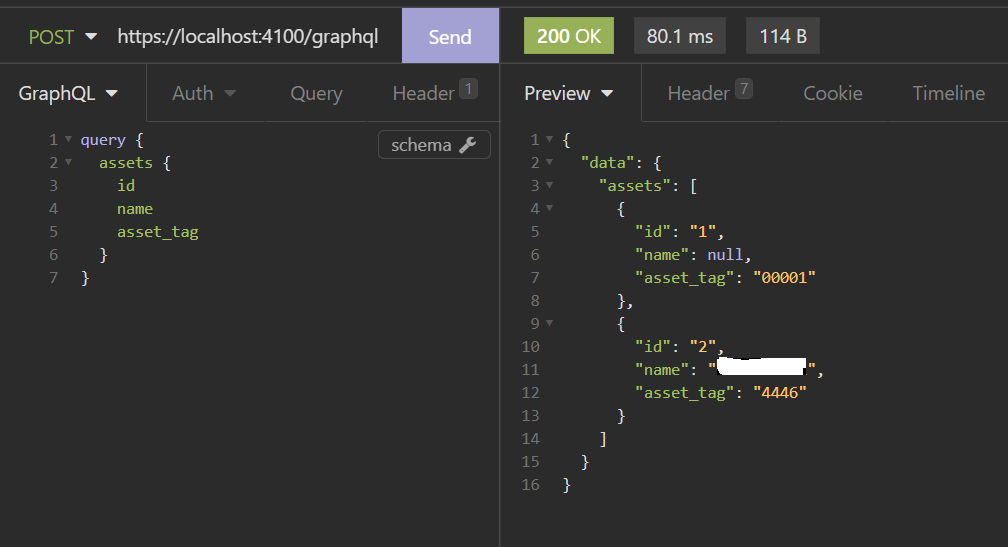 POST https://localhost:4100/graphql Send 200 OK 80.1 ms 114 B
GraphQL Auth Query Header 1 Preview Header 7 Cookie Timeline
schema
1 query {
2 assets {
3 id
4 name
5 asset_tag
6 }
7 }
1 {
2 "data": {
3 "assets": [
4 {
5 "id": "1",
6 "name": null,
7 "asset_tag": "00001"
8 },
9 {
10 "id": "2",
11 "name": "",
12 "asset_tag": "4446"
13 }
14 ]
15 }
16 }